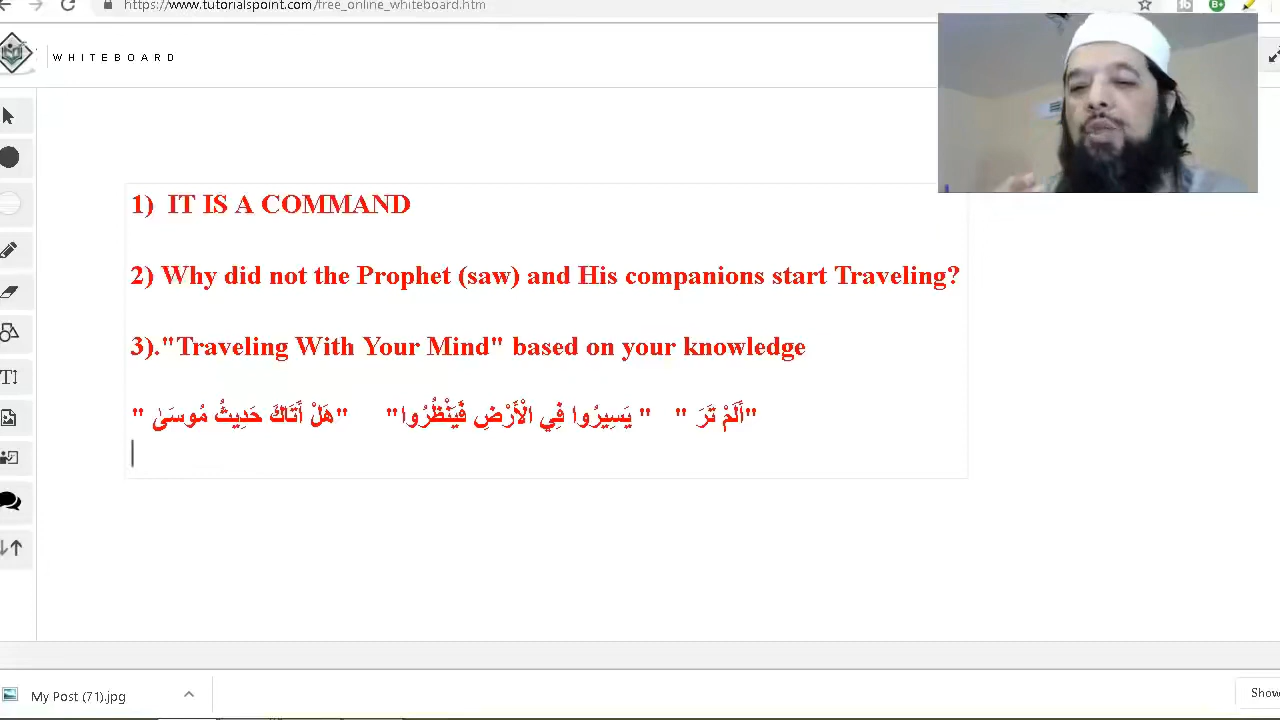 https://www.tutorialspoint.com/free_online_whiteboard.htm
WHITEBOARD
1) IT IS A COMMAND
2) Why did not the Prophet (saw) and His companions start Traveling?
3)."Traveling With Your Mind" based on your knowledge
"أَلَمْ تَرَ " " يَسِيرُوا فِي الْأَرْضِ فَيَنْظُرُوا" "هَلْ أَتَاكَ حَدِيثُ مُوسَىٰ "
My Post (71).jpg
Show